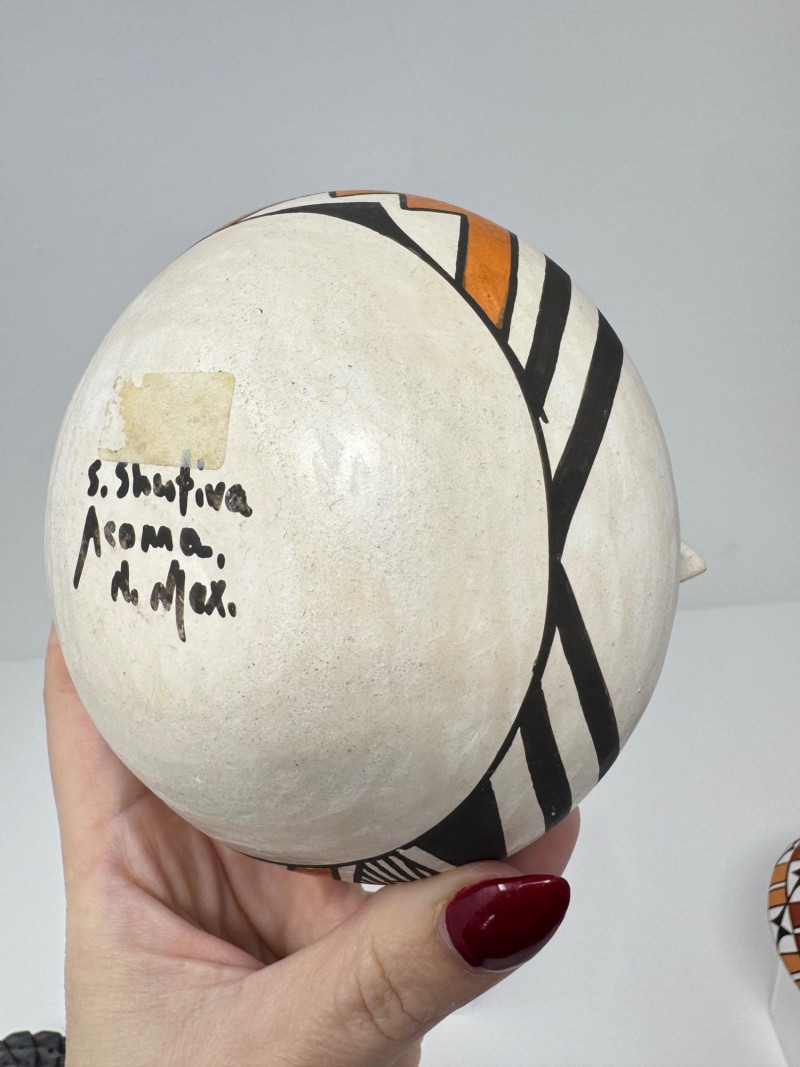 S. Shutiva
Acoma,
N. Mex.